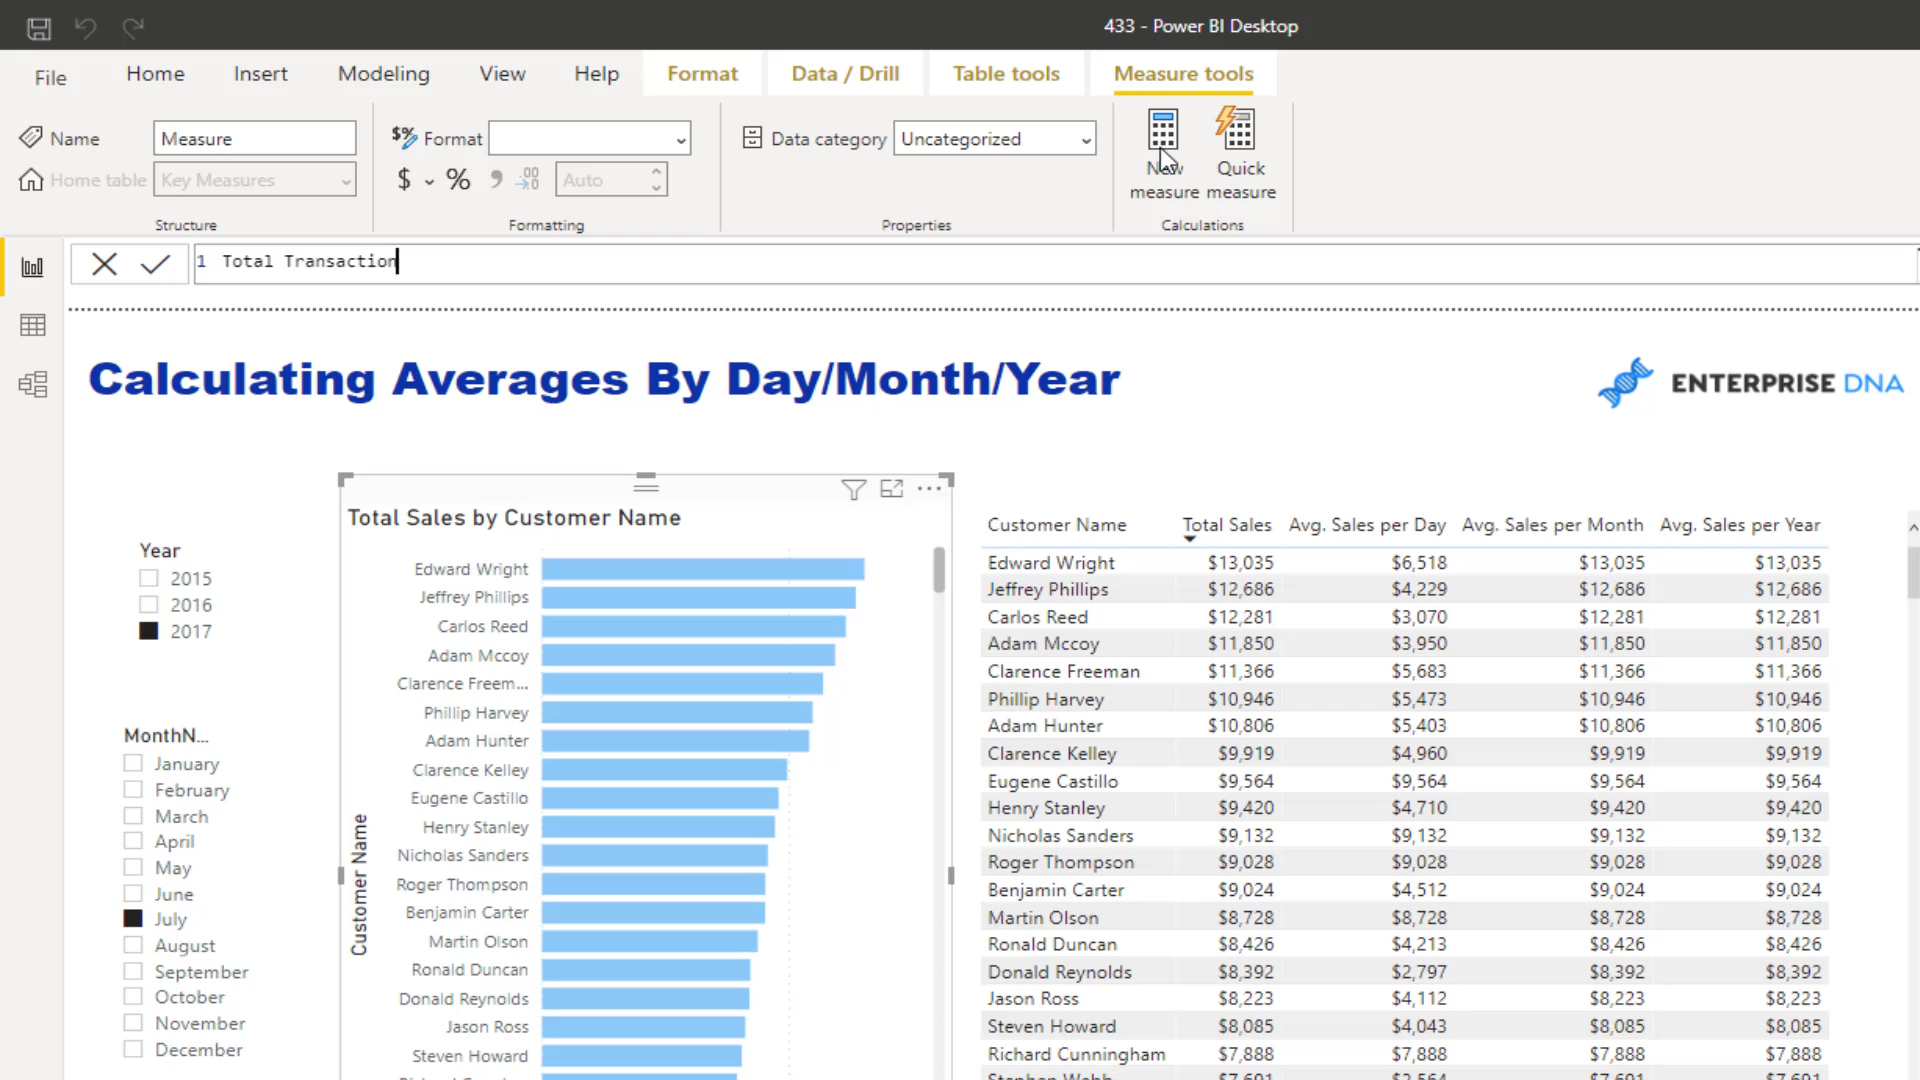 433 - Power BI Desktop
File Home Insert Modeling View Help Format Data / Drill Table tools Measure tools
Name Measure
Home table Key Measures
Structure
$% Format
$ % 9 .00 Auto
Formatting
Data category Uncategorized
Properties
New measure
Quick measure
Calculations
1 Total Transaction
Calculating Averages By Day/Month/Year
ENTERPRISE DNA
Year
2015
2016
2017
MonthN...
January
February
March
April
May
June
July
August
September
October
November
December
Total Sales by Customer Name
Customer Name
Edward Wright
Jeffrey Phillips
Carlos Reed
Adam Mccoy
Clarence Freem...
Phillip Harvey
Adam Hunter
Clarence Kelley
Eugene Castillo
Henry Stanley
Nicholas Sanders
Roger Thompson
Benjamin Carter
Martin Olson
Ronald Duncan
Donald Reynolds
Jason Ross
Steven Howard
Customer Name Total Sales Avg. Sales per Day Avg. Sales per Month Avg. Sales per Year
Edward Wright $13,035 $6,518 $13,035 $13,035
Jeffrey Phillips $12,686 $4,229 $12,686 $12,686
Carlos Reed $12,281 $3,070 $12,281 $12,281
Adam Mccoy $11,850 $3,950 $11,850 $11,850
Clarence Freeman $11,366 $5,683 $11,366 $11,366
Phillip Harvey $10,946 $5,473 $10,946 $10,946
Adam Hunter $10,806 $5,403 $10,806 $10,806
Clarence Kelley $9,919 $4,960 $9,919 $9,919
Eugene Castillo $9,564 $9,564 $9,564 $9,564
Henry Stanley $9,420 $4,710 $9,420 $9,420
Nicholas Sanders $9,132 $9,132 $9,132 $9,132
Roger Thompson $9,028 $9,028 $9,028 $9,028
Benjamin Carter $9,024 $4,512 $9,024 $9,024
Martin Olson $8,728 $8,728 $8,728 $8,728
Ronald Duncan $8,426 $4,213 $8,426 $8,426
Donald Reynolds $8,392 $2,797 $8,392 $8,392
Jason Ross $8,223 $4,112 $8,223 $8,223
Steven Howard $8,085 $4,043 $8,085 $8,085
Richard Cunningham $7,888 $7,888 $7,888 $7,888